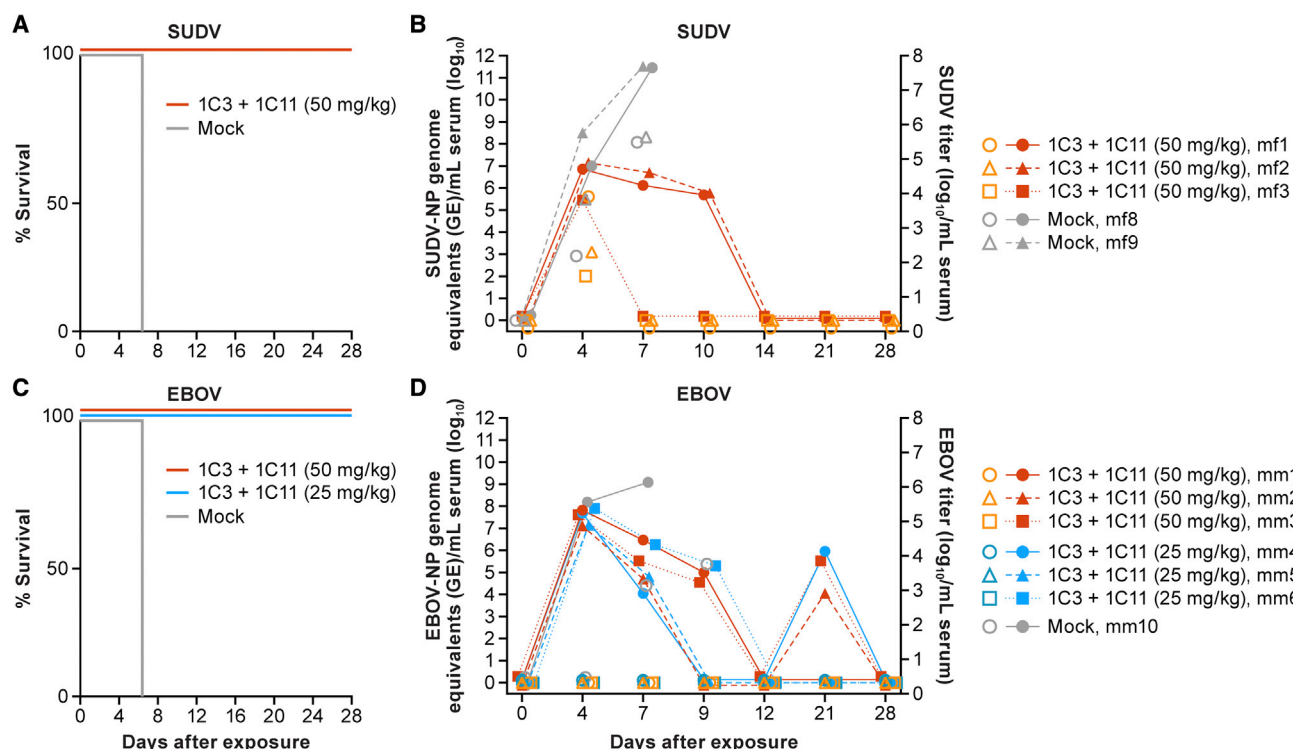 A
SUDV
% Survival
100
50
0
0 4 8 12 16 20 24 28
1C3 + 1C11 (50 mg/kg)
Mock
B
SUDV
SUDV-NP genome
equivalents (GE)/mL serum (log10)
12
11
10
9
8
7
6
5
4
3
2
1
0
0 4 7 10 14 21 28
8
7
6
5
4
3
2
1
0
SUDV titer (log10/mL serum)
1C3 + 1C11 (50 mg/kg), mf1
1C3 + 1C11 (50 mg/kg), mf2
1C3 + 1C11 (50 mg/kg), mf3
Mock, mf8
Mock, mf9
C
EBOV
% Survival
100
50
0
0 4 8 12 16 20 24 28
Days after exposure
1C3 + 1C11 (50 mg/kg)
1C3 + 1C11 (25 mg/kg)
Mock
D
EBOV
EBOV-NP genome
equivalents (GE)/mL serum (log10)
12
11
10
9
8
7
6
5
4
3
2
1
0
0 4 7 9 12 21 28
Days after exposure
8
7
6
5
4
3
2
1
0
EBOV titer (log10/mL serum)
1C3 + 1C11 (50 mg/kg), mm1
1C3 + 1C11 (50 mg/kg), mm2
1C3 + 1C11 (50 mg/kg), mm3
1C3 + 1C11 (25 mg/kg), mm4
1C3 + 1C11 (25 mg/kg), mm5
1C3 + 1C11 (25 mg/kg), mm6
Mock, mm10